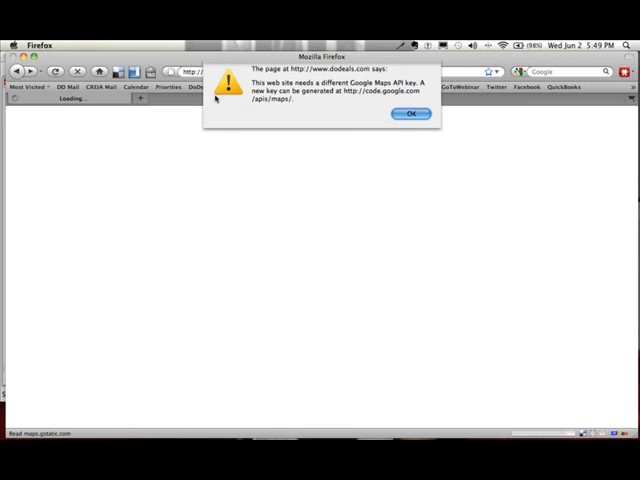 Firefox
(98%) Wed Jun 2 5:49 PM
Mozilla Firefox
http://
Google
Most Visited DD Mail CREIA Mail Calendar Priorities
GoToWebinar Twitter Facebook QuickBooks
Loading...
The page at http://www.dodeals.com says:
This web site needs a different Google Maps API key. A
new key can be generated at http://code.google.com
/apis/maps/.
OK
Read maps.gstatic.com